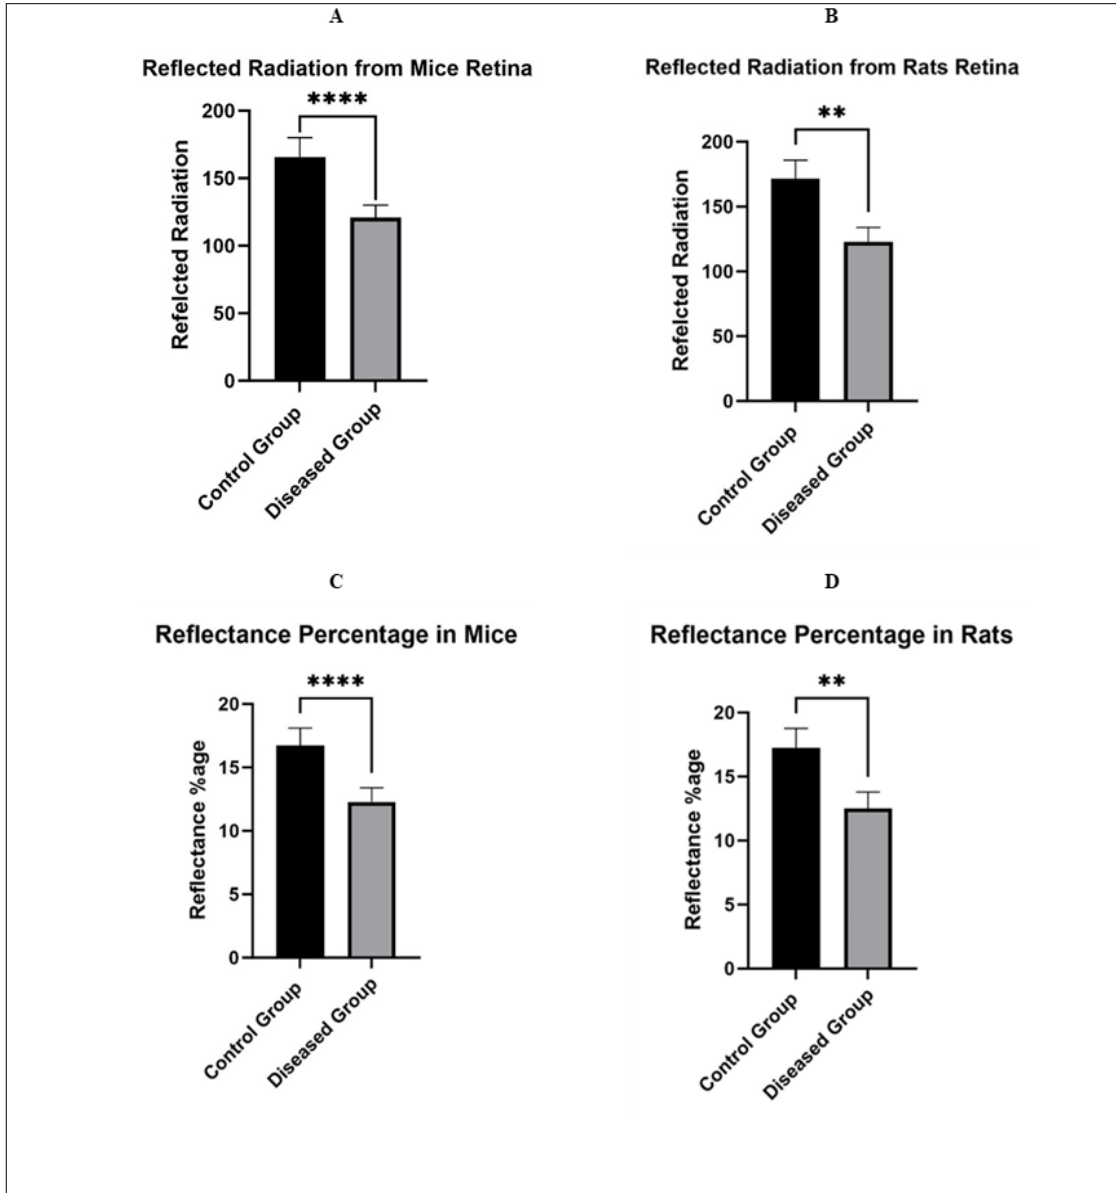 A
Reflected Radiation from Mice Retina
****
Refelcted Radiation
200
150
100
50
0
Control Group
Diseased Group
B
Reflected Radiation from Rats Retina
**
Refelcted Radiation
200
150
100
50
0
Control Group
Diseased Group
C
Reflectance Percentage in Mice
****
Reflectance %age
20
15
10
5
0
Control Group
Diseased Group
D
Reflectance Percentage in Rats
**
Reflectance %age
20
15
10
5
0
Control Group
Diseased Group